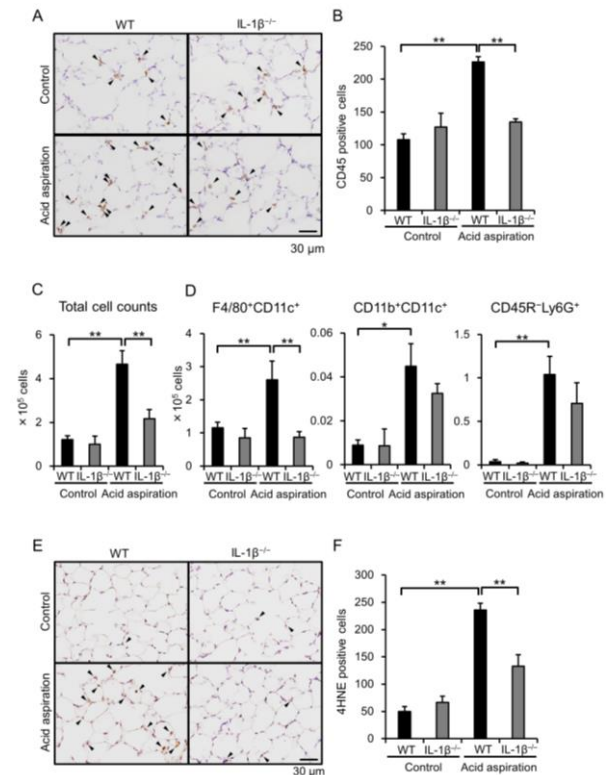 A
WT
IL-1β⁻/⁻
Control
Acid aspiration
30 μm
B
CD45 positive cells
250
200
150
100
50
0
**
**
WT IL-1β⁻/⁻ WT IL-1β⁻/⁻
Control Acid aspiration
C
Total cell counts
× 10⁵ cells
6
4
2
0
**
**
WT IL-1β⁻/⁻ WT IL-1β⁻/⁻
Control Acid aspiration
D
F4/80⁺CD11c⁺
× 10⁵ cells
4
3
2
1
0
**
**
WT IL-1β⁻/⁻ WT IL-1β⁻/⁻
Control Acid aspiration
CD11b⁺CD11c⁺
0.06
0.04
0.02
0
*
WT IL-1β⁻/⁻ WT IL-1β⁻/⁻
Control Acid aspiration
CD45R⁻Ly6G⁺
1.5
1
0.5
0
**
WT IL-1β⁻/⁻ WT IL-1β⁻/⁻
Control Acid aspiration
E
WT
IL-1β⁻/⁻
Control
Acid aspiration
30 μm
F
4HNE positive cells
300
250
200
150
100
50
0
**
**
WT IL-1β⁻/⁻ WT IL-1β⁻/⁻
Control Acid aspiration